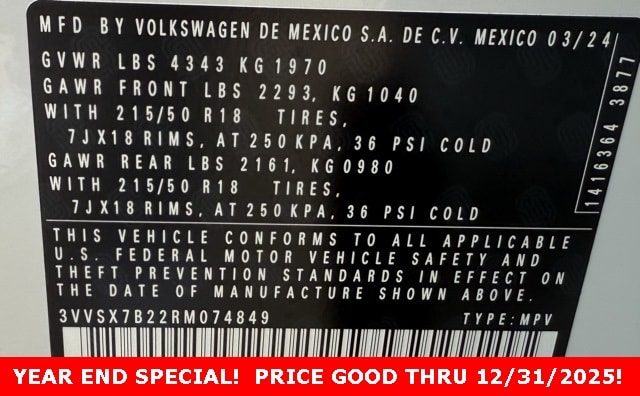 MFD BY VOLKSWAGEN DE MEXICO S.A. DE C.V. MEXICO 03/24
GVWR LBS 4343 KG 1970
GAWR FRONT LBS 2293, KG 1040
WITH 215/50 R18 TIRES,
7JX18 RIMS, AT 250 KPA, 36 PSI COLD
GAWR REAR LBS 2161, KG 0980
WITH 215/50 R18 TIRES,
7JX18 RIMS, AT 250 KPA, 36 PSI COLD
1416364 3877
THIS VEHICLE CONFORMS TO ALL APPLICABLE
U.S. FEDERAL MOTOR VEHICLE SAFETY AND
THEFT PREVENTION STANDARDS IN EFFECT ON
THE DATE OF MANUFACTURE SHOWN ABOVE.
3VVSX7B22RM074849 TYPE: MPV
YEAR END SPECIAL! PRICE GOOD THRU 12/31/2025!